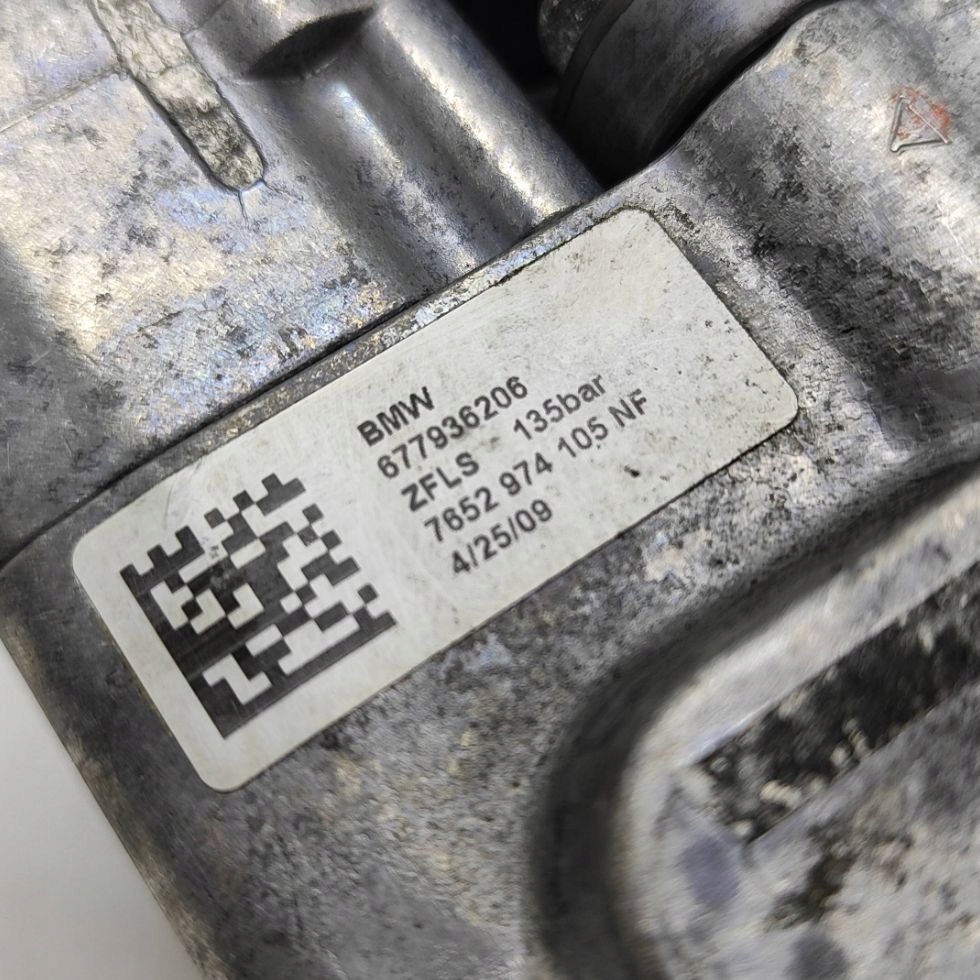 BMW
677936206
ZFLS 135bar
7652 974 105 NF
4/25/09